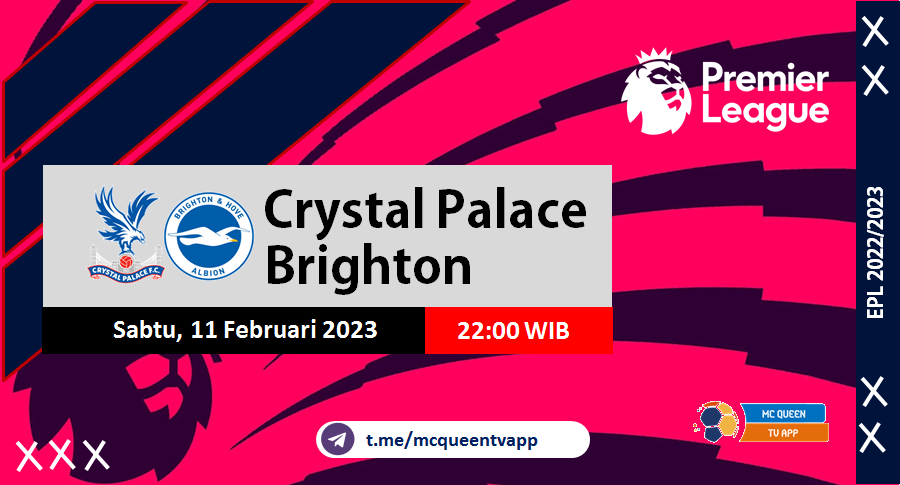 Premier
League
Crystal Palace
Brighton
CRYSTAL PALACE F.C.
BRIGHTON & HOVE
ALBION
Sabtu, 11 Februari 2023
22:00 WIB
EPL 2022/2023
t.me/mcqueentvapp
MC QUEEN
TV APP